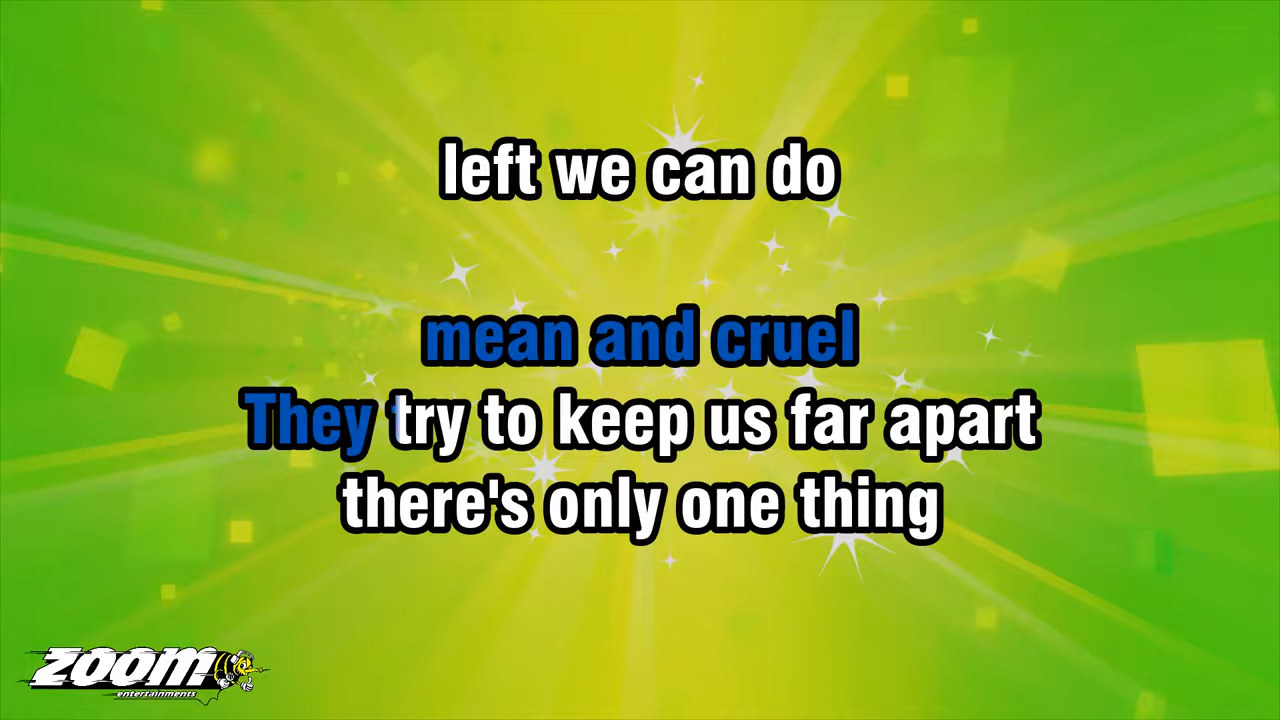 left we can do
mean and cruel
They try to keep us far apart
there's only one thing
zoom
entertainments